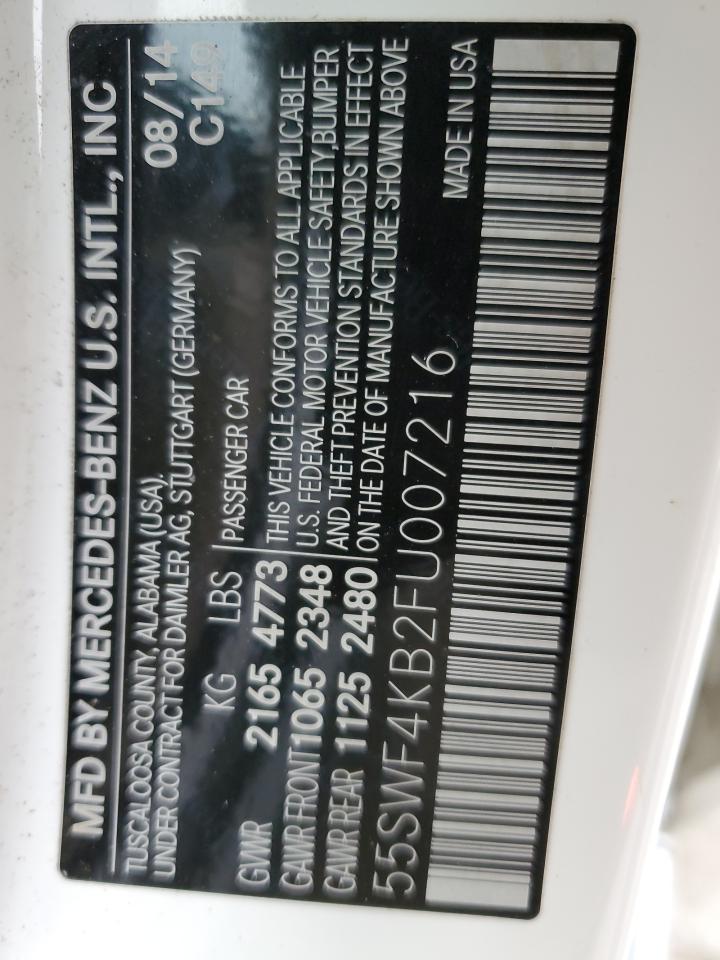 MFD BY MERCEDES-BENZ U.S. INTL., INC
TUSCALOOSA COUNTY, ALABAMA (USA), 08/14
UNDER CONTRACT FOR DAIMLER AG, STUTTGART (GERMANY) C149
KG LBS PASSENGER CAR
GVWR 2165 4773 THIS VEHICLE CONFORMS TO ALL APPLICABLE
GAWR FRONT 1065 2348 U.S. FEDERAL MOTOR VEHICLE SAFETY, BUMPER
GAWR REAR 1125 2480 AND THEFT PREVENTION STANDARDS IN EFFECT
ON THE DATE OF MANUFACTURE SHOWN ABOVE
55SWF4KB2FU007216 MADE IN USA